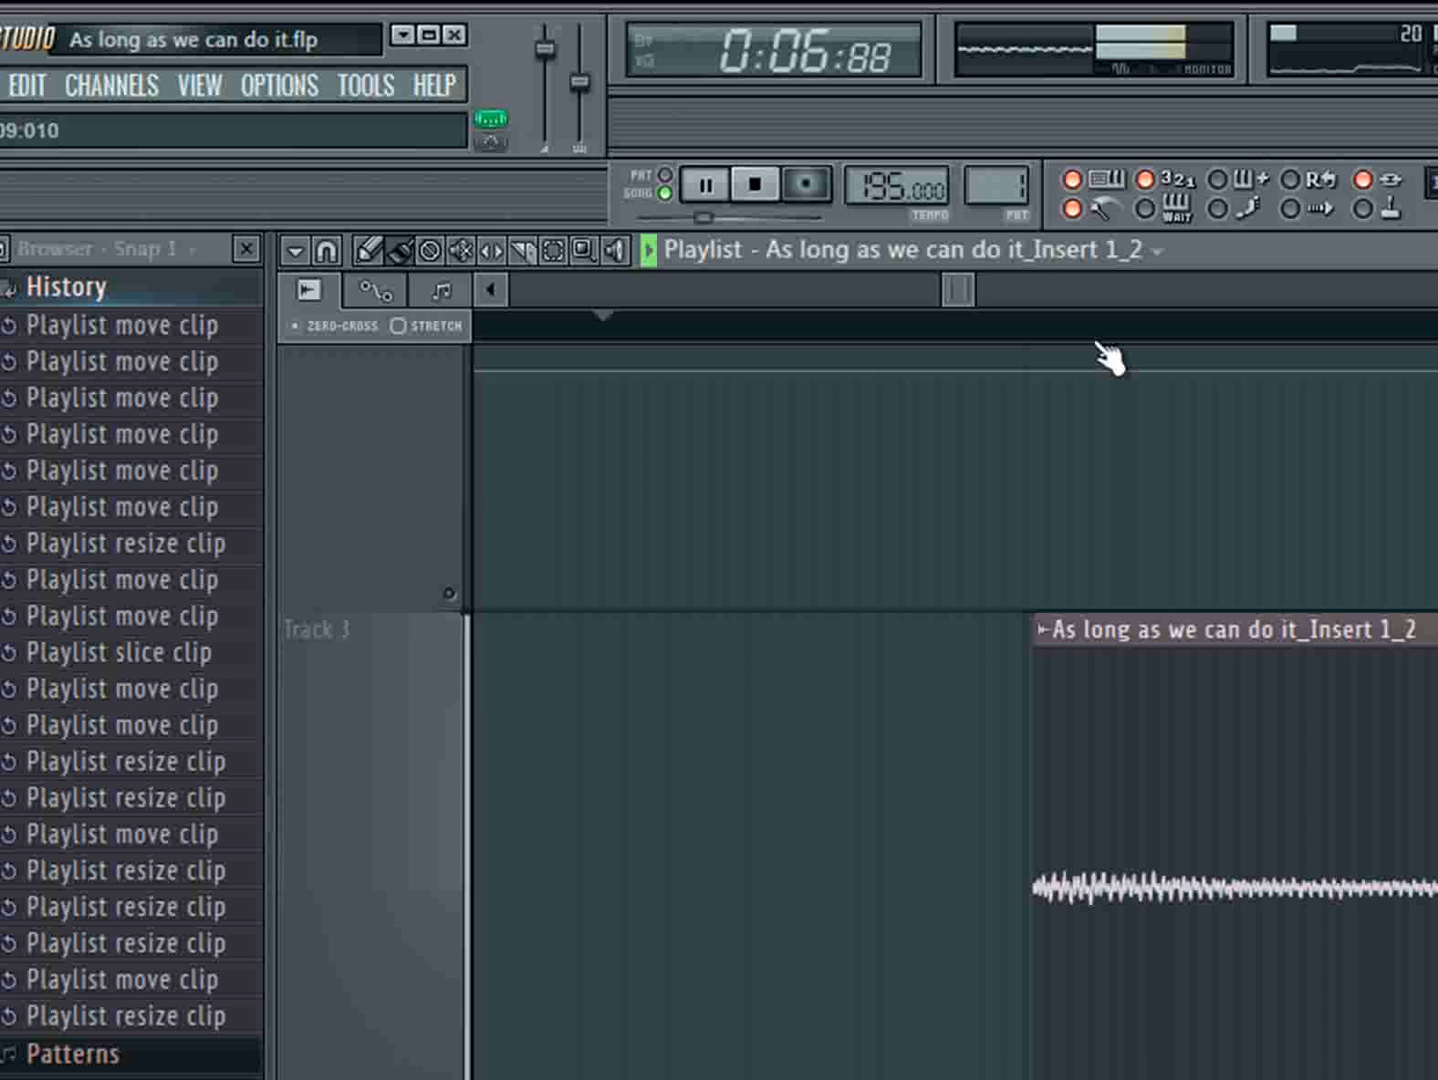 STUDIO As long as we can do it.flp
EDIT CHANNELS VIEW OPTIONS TOOLS HELP
09:010
0:06:88
MONITOR
20
PAT
SONG
195.000
TEMPO
1
PAT
321
WAIT
R
Browser - Snap 1
Playlist - As long as we can do it_Insert 1_2
ZERO-CROSS STRETCH
History
Playlist move clip
Playlist move clip
Playlist move clip
Playlist move clip
Playlist move clip
Playlist move clip
Playlist resize clip
Playlist move clip
Playlist move clip
Playlist slice clip
Playlist move clip
Playlist move clip
Playlist resize clip
Playlist resize clip
Playlist move clip
Playlist resize clip
Playlist resize clip
Playlist resize clip
Playlist move clip
Playlist resize clip
Patterns
Track 3
As long as we can do it_Insert 1_2